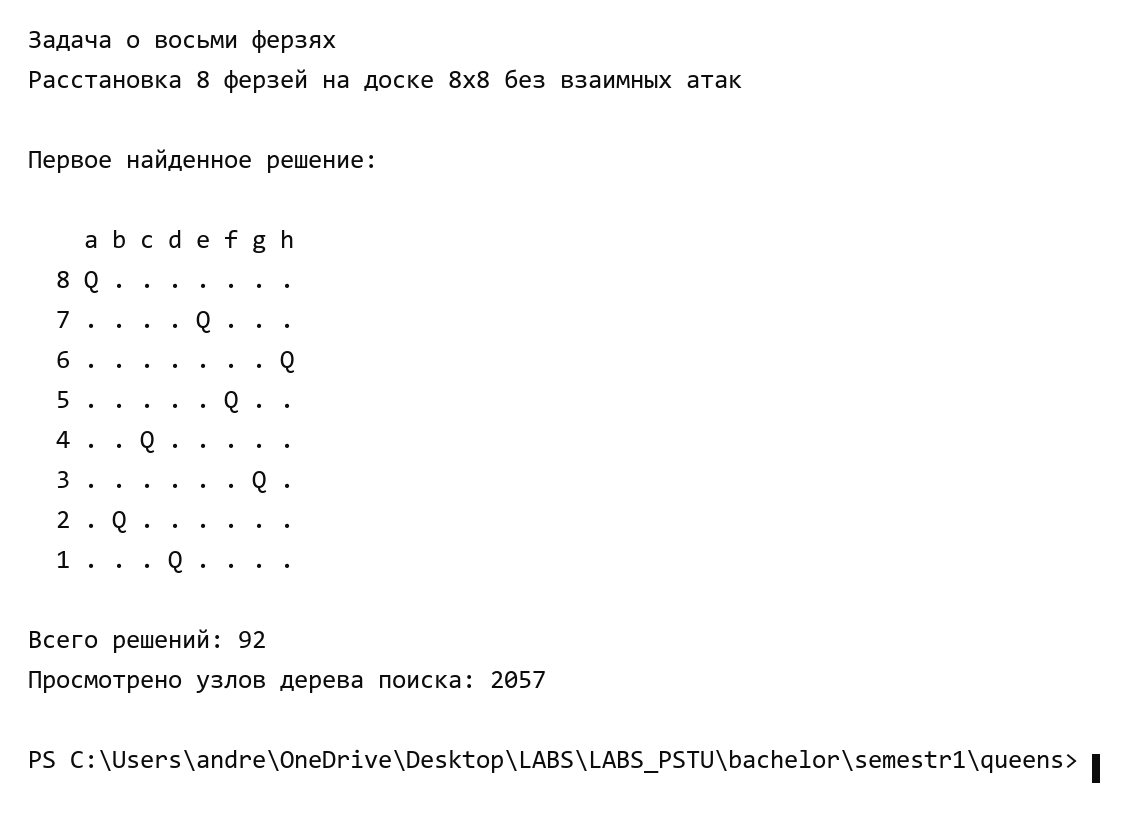 Задача о восьми ферзях
Расстановка 8 ферзей на доске 8x8 без взаимных атак
Первое найденное решение:
a b c d e f g h
8 Q . . . . . . .
7 . . . . Q . . .
6 . . . . . . . Q
5 . . . . . Q . .
4 . . Q . . . . .
3 . . . . . . Q .
2 . Q . . . . . .
1 . . . Q . . . .
Всего решений: 92
Просмотрено узлов дерева поиска: 2057
PS C:\Users\andre\OneDrive\Desktop\LABS\LABS_PSTU\bachelor\semestr1\queens>